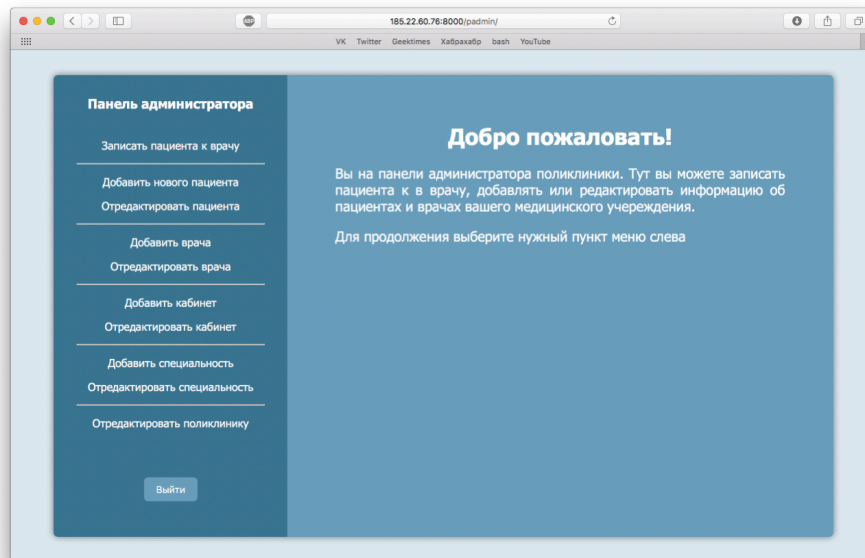 185.22.60.76:8000/padmin/
VK Twitter Geektimes Хабрахабр bash YouTube
Панель администратора
Записать пациента к врачу
Добавить нового пациента
Отредактировать пациента
Добавить врача
Отредактировать врача
Добавить кабинет
Отредактировать кабинет
Добавить специальность
Отредактировать специальность
Отредактировать поликлинику
Выйти
Добро пожаловать!
Вы на панели администратора поликлиники. Тут вы можете записать
пациента к в врачу, добавлять или редактировать информацию об
пациентах и врачах вашего медицинского учереждения.
Для продолжения выберите нужный пункт меню слева